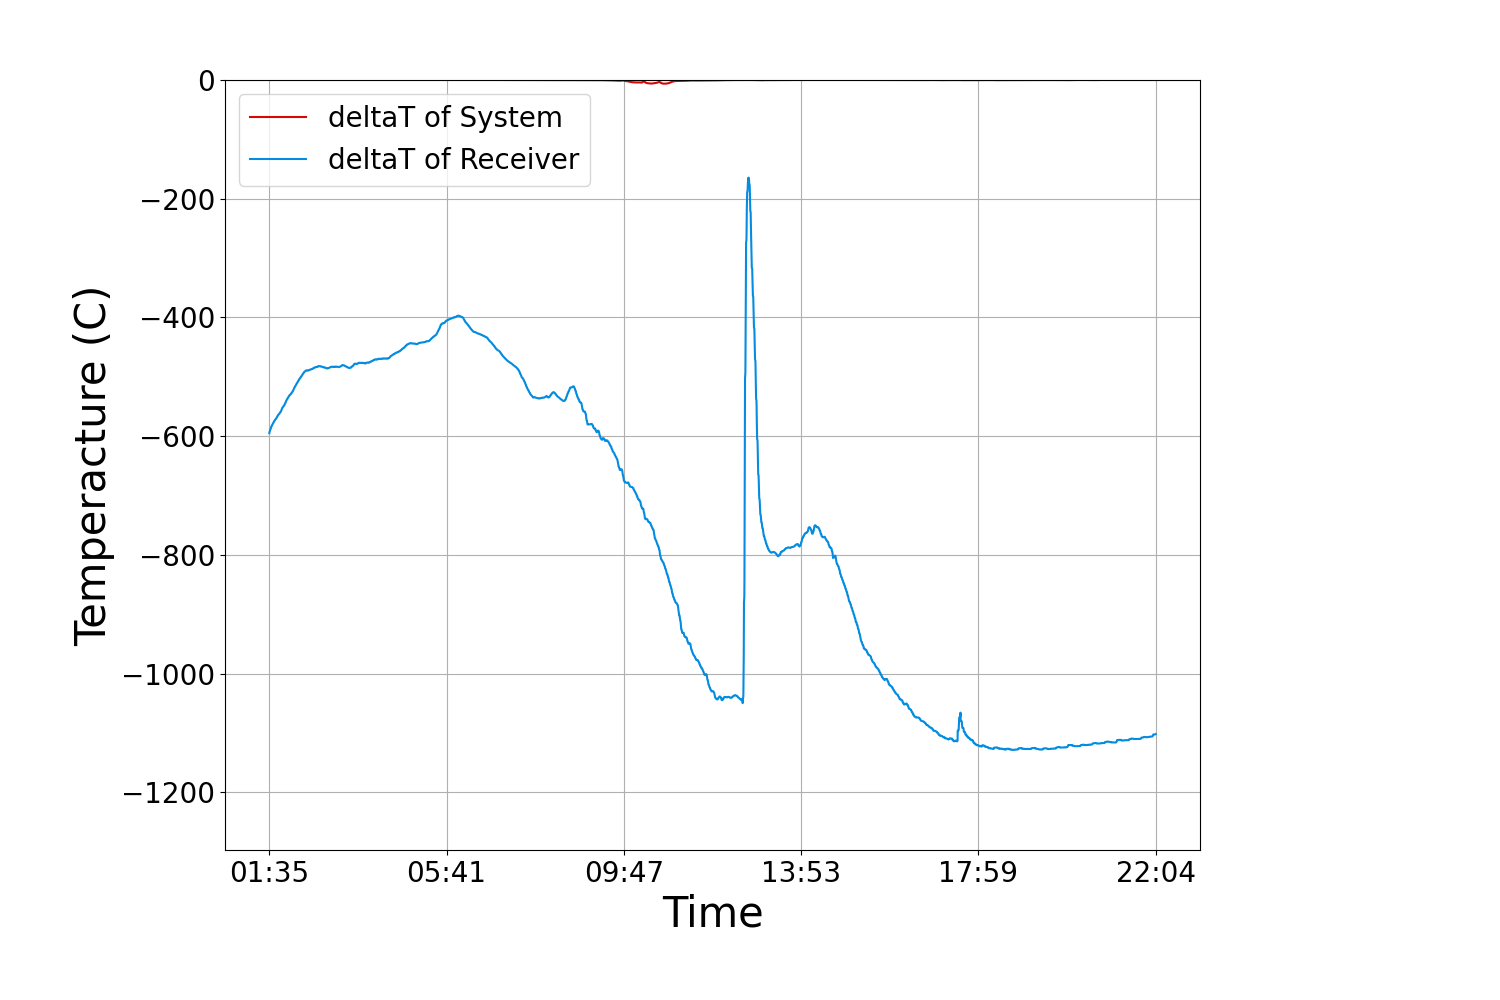 0
−200
−400
−600
−800
−1000
−1200
Temperacture (C)
deltaT of System
deltaT of Receiver
01:35 05:41 09:47 13:53 17:59 22:04
Time